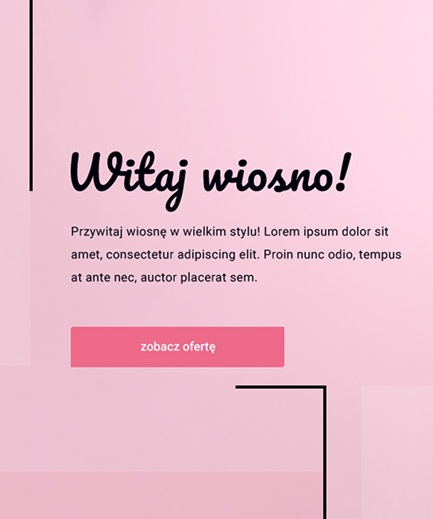 Witaj wiosno!
Przywitaj wiosnę w wielkim stylu! Lorem ipsum dolor sit
amet, consectetur adipiscing elit. Proin nunc odio, tempus
at ante nec, auctor placerat sem.
zobacz ofertę